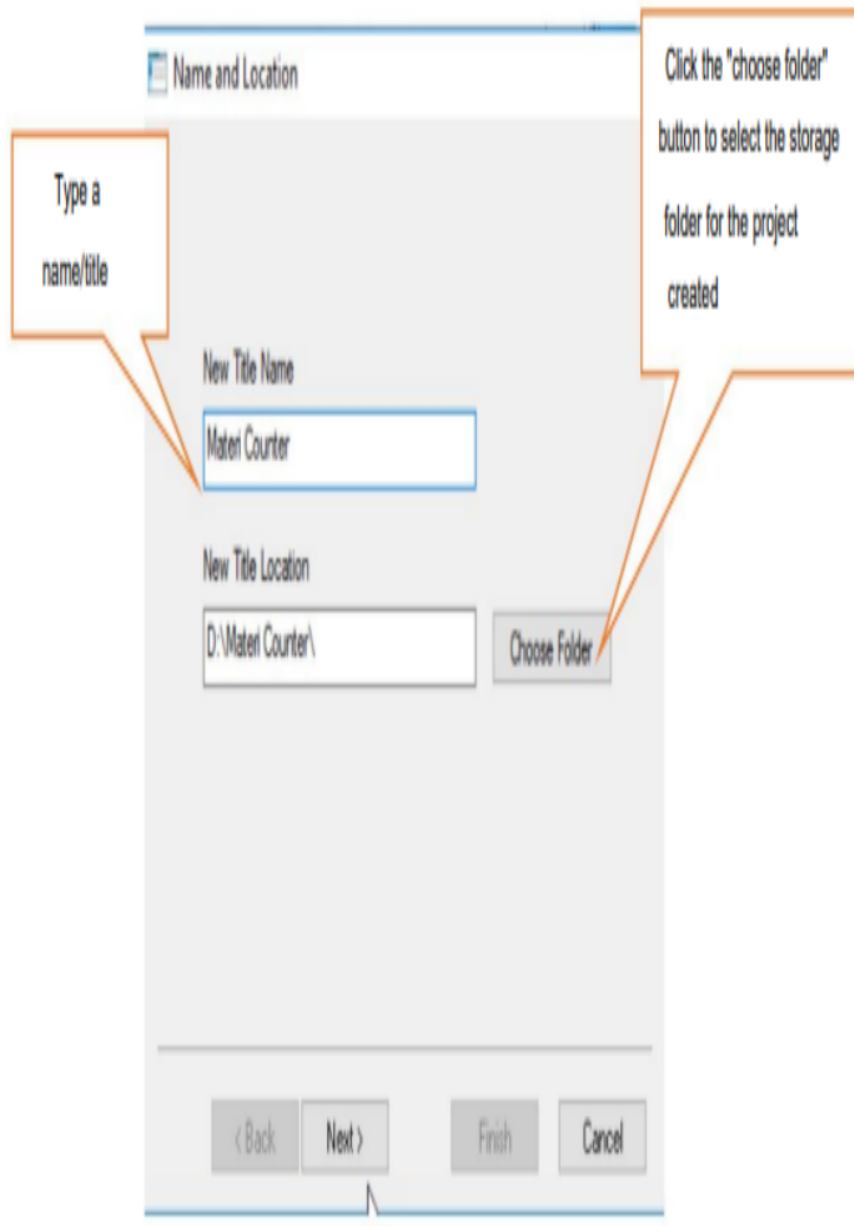 Name and Location
Click the "choose folder"
button to select the storage
folder for the project
created
Type a
name/title
New Title Name
Materi Counter
New Title Location
D:\Materi Counter\
Choose Folder
< Back
Next >
Finish
Cancel